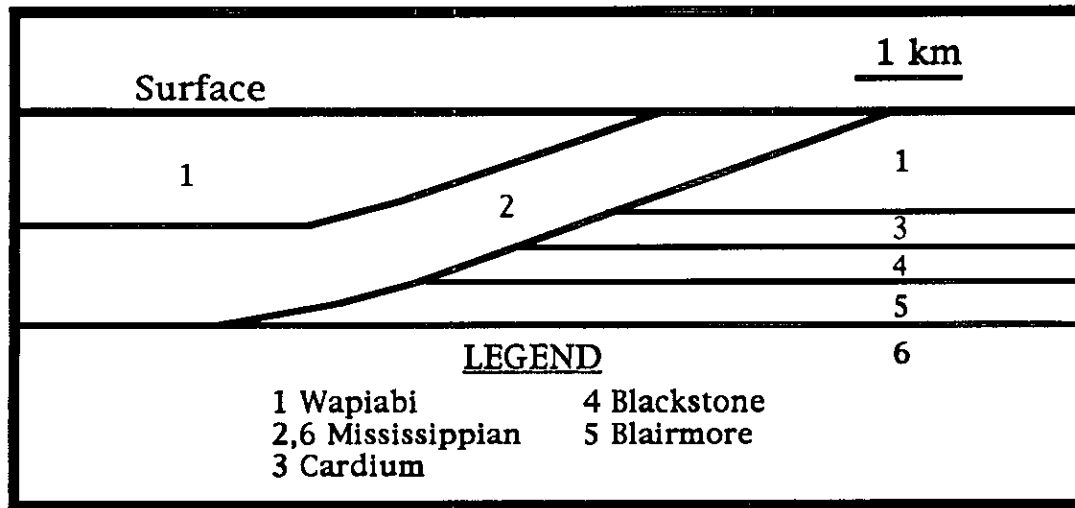 1 km
Surface
1
1
2
3
4
5
6
LEGEND
1 Wapiabi
2,6 Mississippian
3 Cardium
4 Blackstone
5 Blairmore